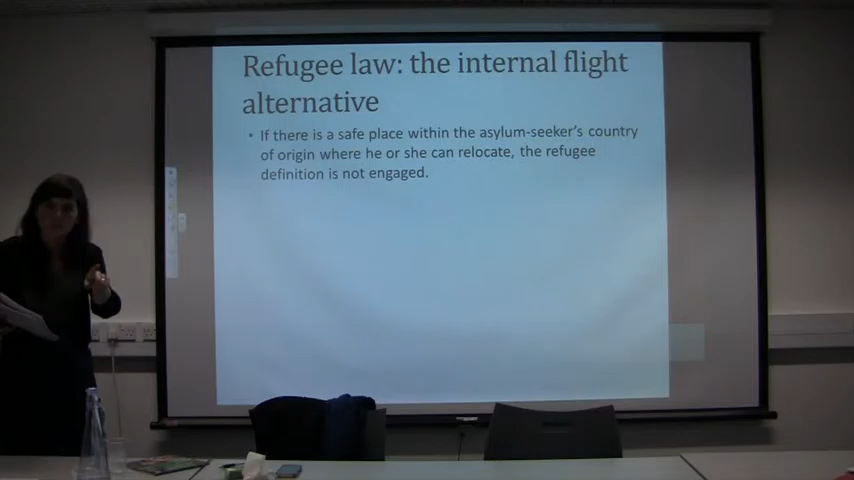 Refugee law: the internal flight
alternative
• If there is a safe place within the asylum-seeker's country
of origin where he or she can relocate, the refugee
definition is not engaged.